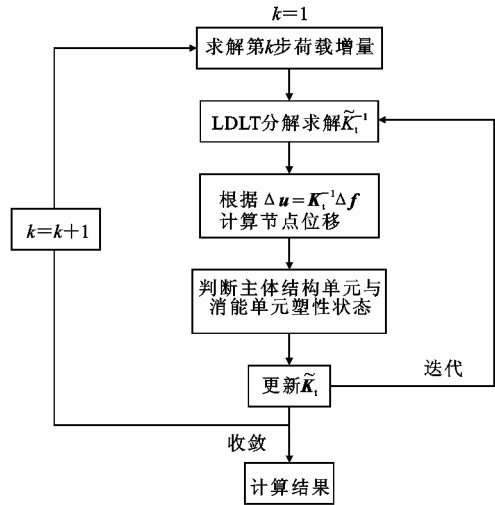 k=1
求解第k步荷载增量
LDLT分解求解K̃ₜ⁻¹
根据 Δu=Kₜ⁻¹Δf
计算节点位移
k=k+1
判断主体结构单元与
消能单元塑性状态
更新K̃ₜ
迭代
收敛
计算结果